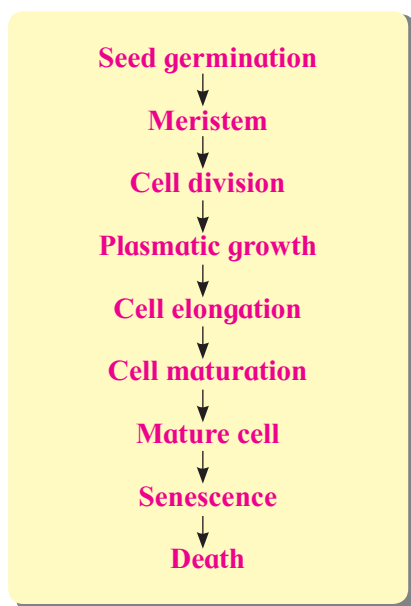 Seed germination
Meristem
Cell division
Plasmatic growth
Cell elongation
Cell maturation
Mature cell
Senescence
Death